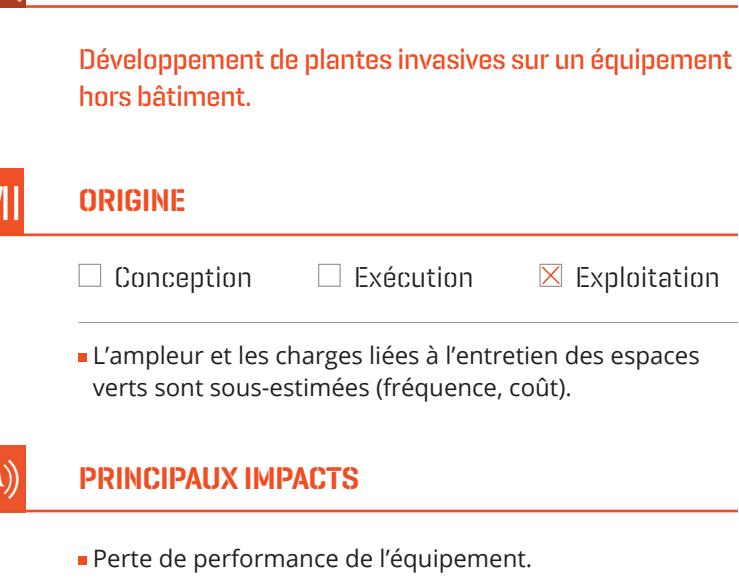 Développement de plantes invasives sur un équipement
hors bâtiment.
ORIGINE
☐ Conception ☐ Exécution ☒ Exploitation
▪ L’ampleur et les charges liées à l’entretien des espaces
verts sont sous-estimées (fréquence, coût).
PRINCIPAUX IMPACTS
▪ Perte de performance de l’équipement.